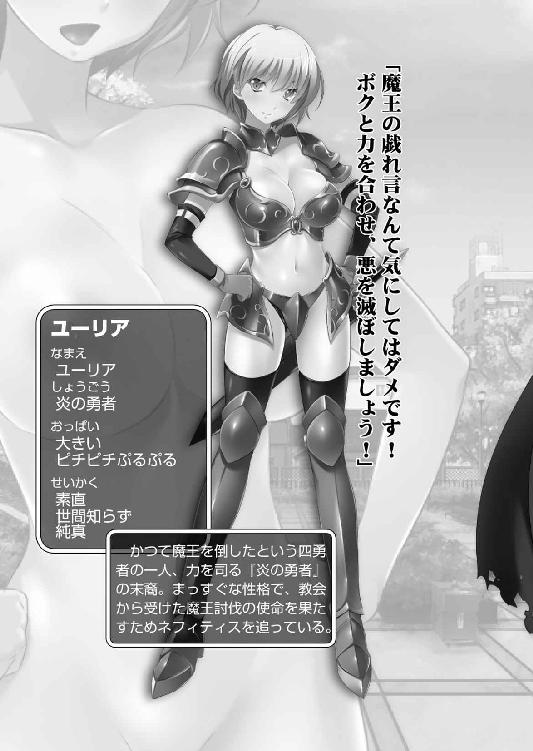 「魔王の戯れ言なんて気にしてはダメです!
ボクと力を合わせ、悪を滅ぼしましょう!」
ユーリア
なまえ
ユーリア
しょうごう
炎の勇者
おっぱい
大きい
ピチピチぷるぷる
せいかく
素直
世間知らず
純真
かつて魔王を倒したという四勇
者の一人、力を司る『炎の勇者』
の末裔。まっすぐな性格で、教会
から受けた魔王討伐の使命を果た
すためネフィティスを追っている。